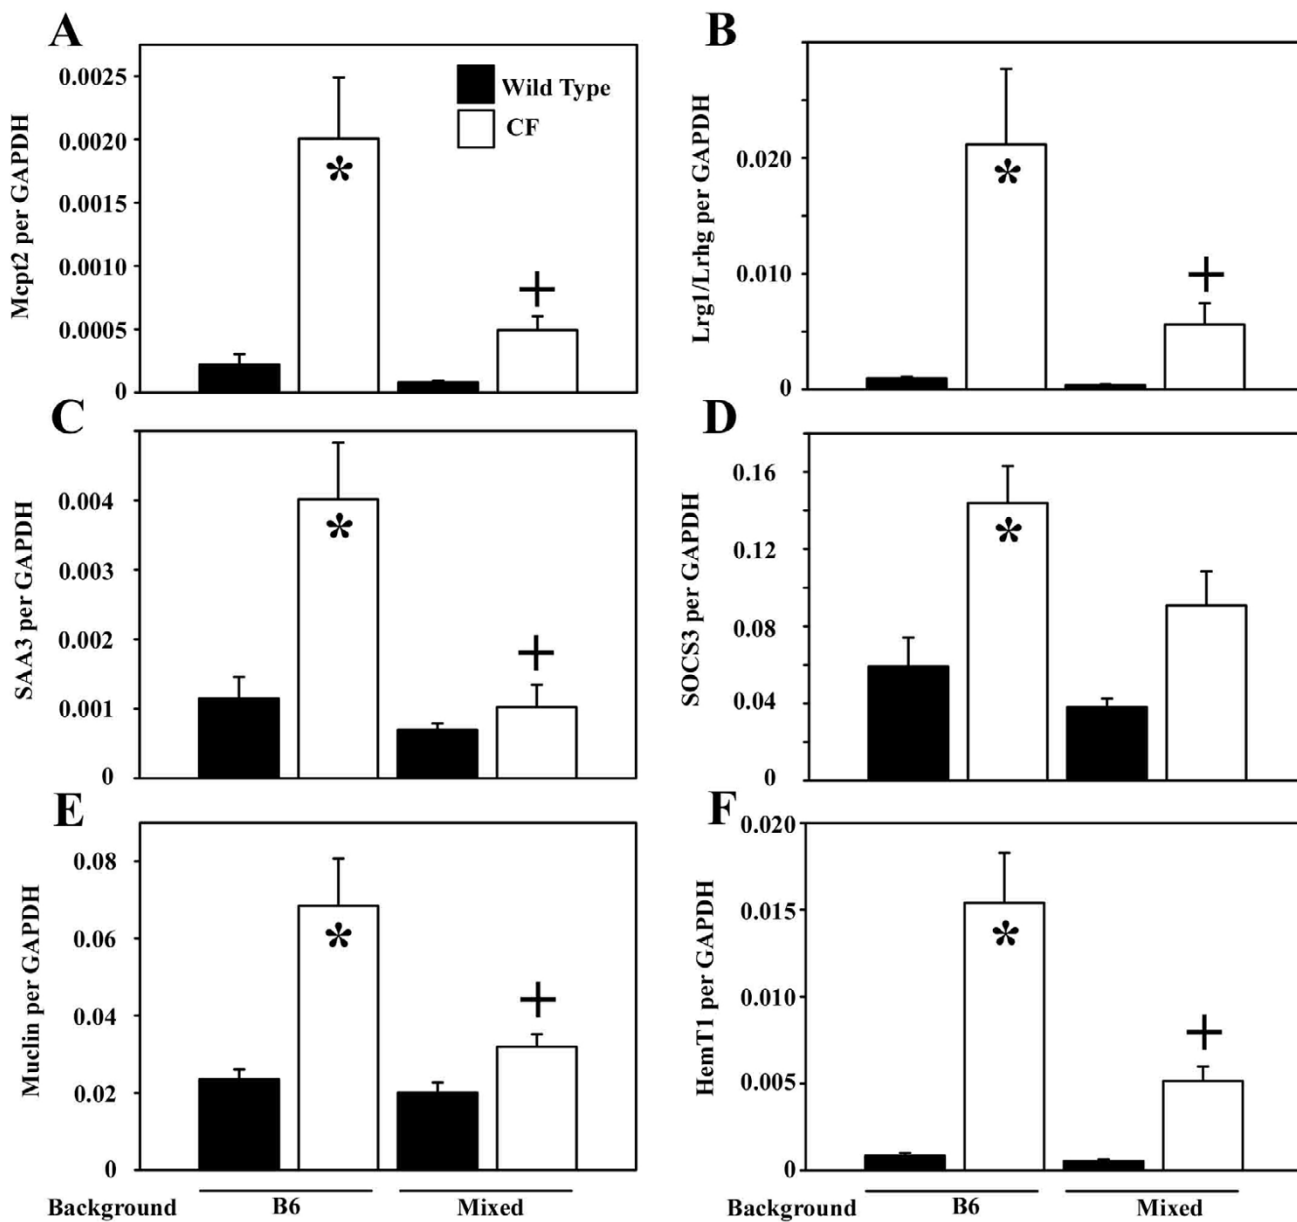 A
Mcpt2 per GAPDH
0.0025
0.0020
0.0015
0.0010
0.0005
0
Wild Type
CF
*
+
B
Lrg1/Lrhg per GAPDH
0.020
0.010
0
*
+
C
SAA3 per GAPDH
0.004
0.003
0.002
0.001
0
*
+
D
SOCS3 per GAPDH
0.16
0.12
0.08
0.04
0
*
E
Muclin per GAPDH
0.08
0.06
0.04
0.02
0
*
+
F
HemT1 per GAPDH
0.020
0.015
0.010
0.005
0
*
+
Background B6 Mixed B6 Mixed